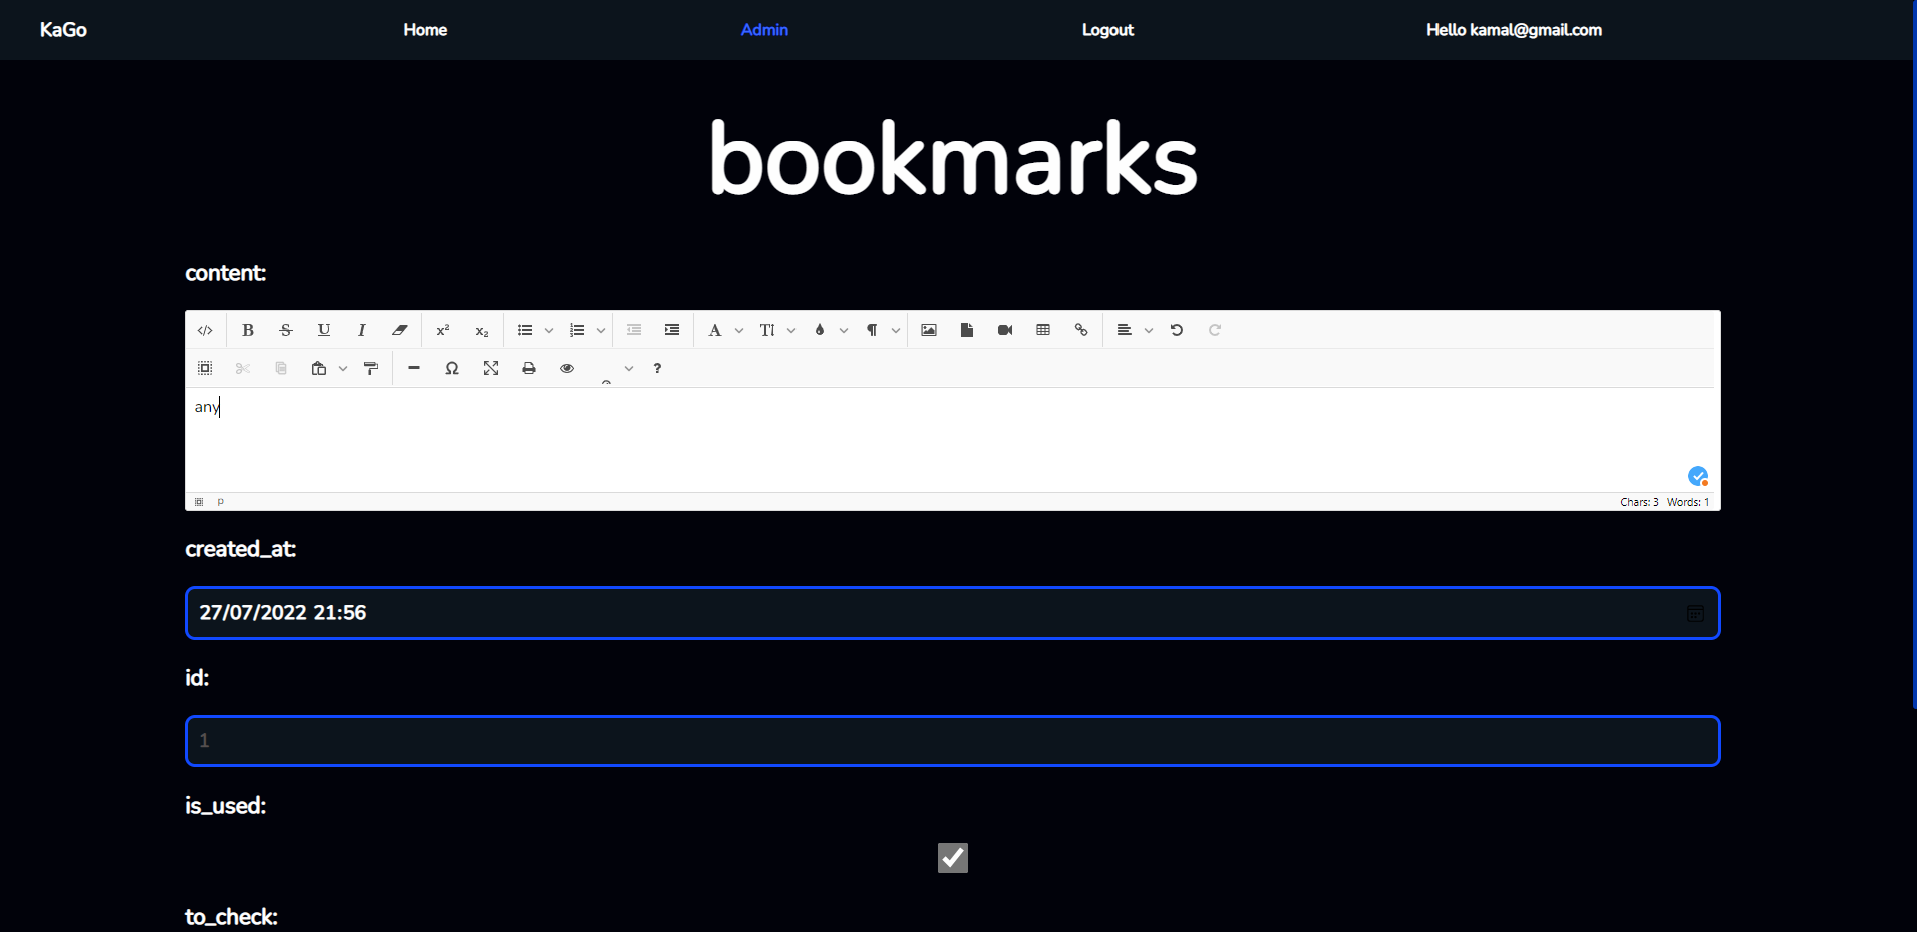 KaGo Home Admin Logout Hello kamal@gmail.com
bookmarks
content:
any
p Chars: 3 Words: 1
created_at:
27/07/2022 21:56
id:
1
is_used:
to_check: